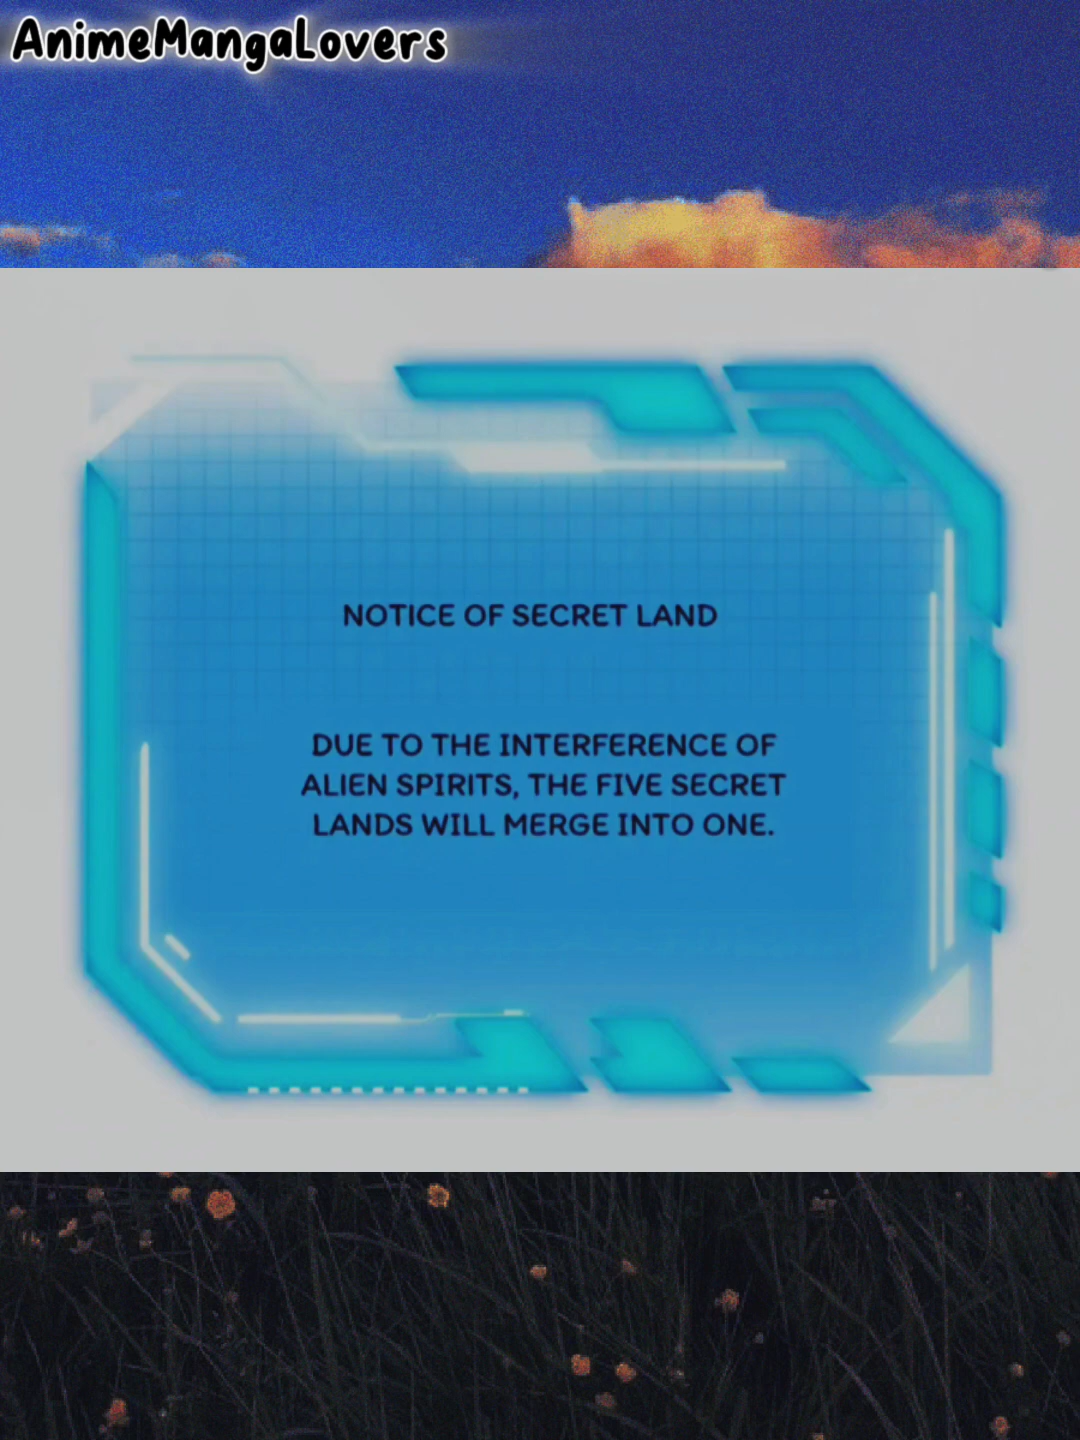 AnimeMangaLovers
NOTICE OF SECRET LAND
DUE TO THE INTERFERENCE OF
ALIEN SPIRITS, THE FIVE SECRET
LANDS WILL MERGE INTO ONE.